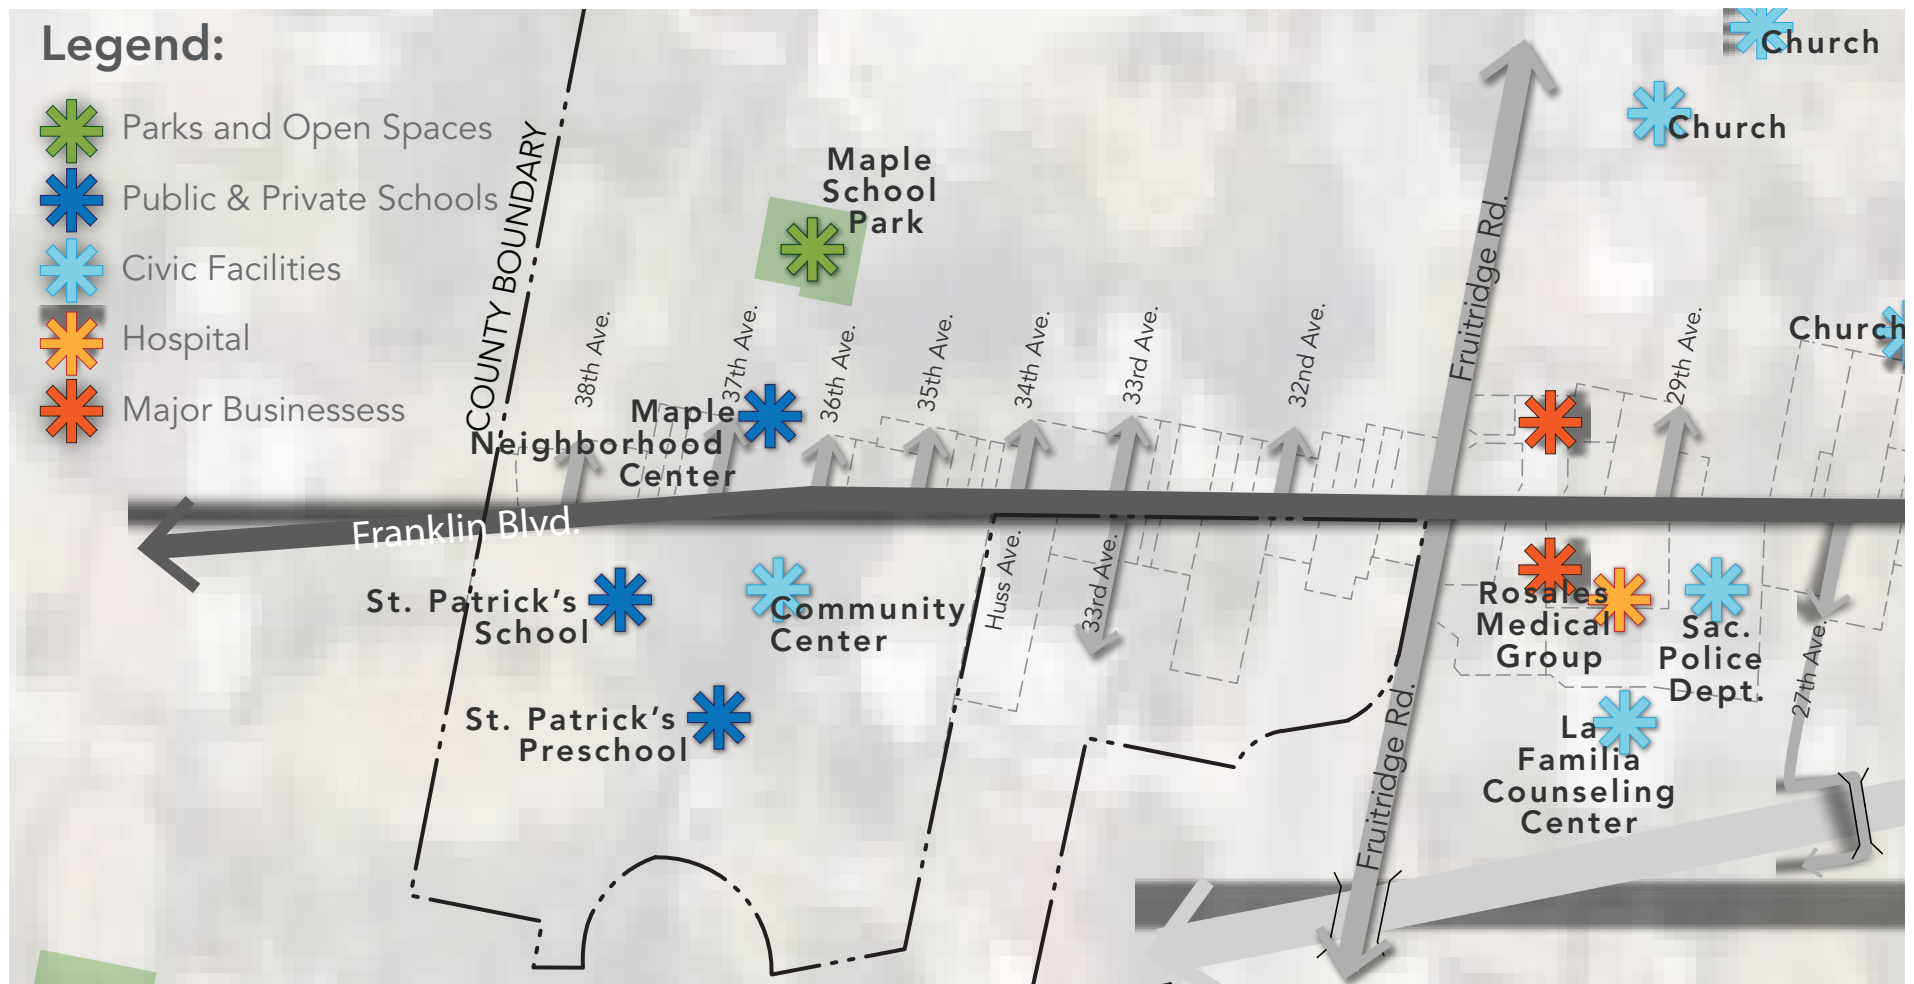 Legend:
Parks and Open Spaces
Public & Private Schools
Civic Facilities
Hospital
Major Businessess
COUNTY BOUNDARY
Maple
School
Park
Church
Church
Church
38th Ave.
37th Ave.
36th Ave.
35th Ave.
34th Ave.
33rd Ave.
32nd Ave.
Fruitridge Rd.
29th Ave.
Maple
Neighborhood
Center
Franklin Blvd.
St. Patrick's
School
Community
Center
Huss Ave.
33rd Ave.
St. Patrick's
Preschool
Fruitridge Rd.
Rosales
Medical
Group
Sac.
Police
Dept.
27th Ave.
La
Familia
Counseling
Center